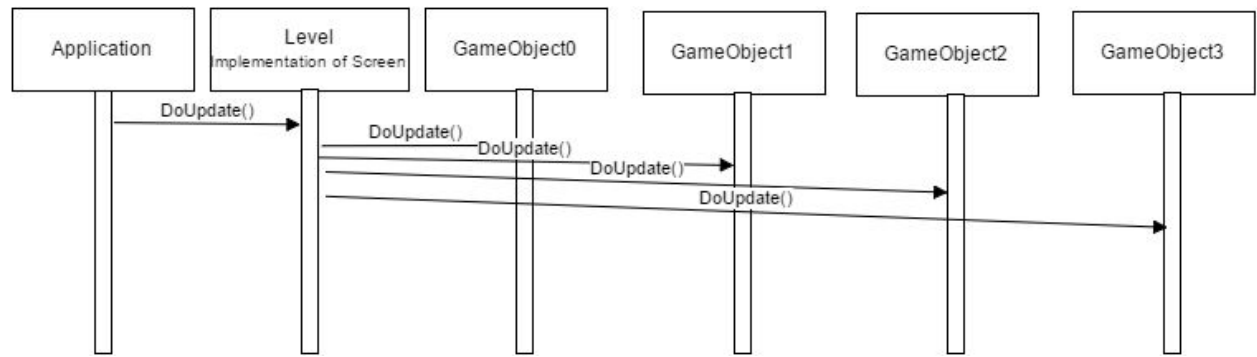 Application
Level
Implementation of Screen
GameObject0
GameObject1
GameObject2
GameObject3
DoUpdate()
DoUpdate()
DoUpdate()
DoUpdate()
DoUpdate()